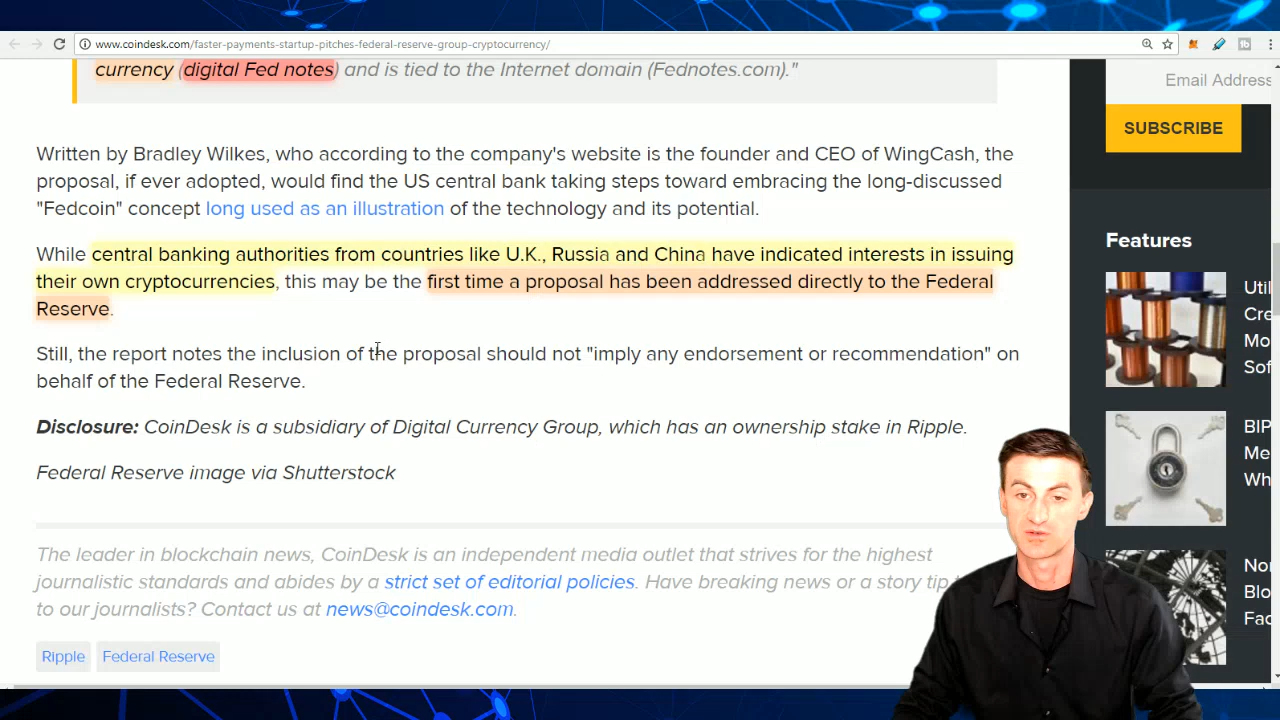 www.coindesk.com/faster-payments-startup-pitches-federal-reserve-group-cryptocurrency/
currency (digital Fed notes) and is tied to the Internet domain (Fednotes.com)."
Written by Bradley Wilkes, who according to the company's website is the founder and CEO of WingCash, the
proposal, if ever adopted, would find the US central bank taking steps toward embracing the long-discussed
"Fedcoin" concept long used as an illustration of the technology and its potential.
While central banking authorities from countries like U.K., Russia and China have indicated interests in issuing
their own cryptocurrencies, this may be the first time a proposal has been addressed directly to the Federal
Reserve.
Still, the report notes the inclusion of the proposal should not "imply any endorsement or recommendation" on
behalf of the Federal Reserve.
Disclosure: CoinDesk is a subsidiary of Digital Currency Group, which has an ownership stake in Ripple.
Federal Reserve image via Shutterstock
The leader in blockchain news, CoinDesk is an independent media outlet that strives for the highest
journalistic standards and abides by a strict set of editorial policies. Have breaking news or a story tip
to our journalists? Contact us at news@coindesk.com.
Ripple
Federal Reserve
Email Address
SUBSCRIBE
Features
Util
Cre
Mo
Sof
BIP
Me
Wh
Nor
Blo
Fac